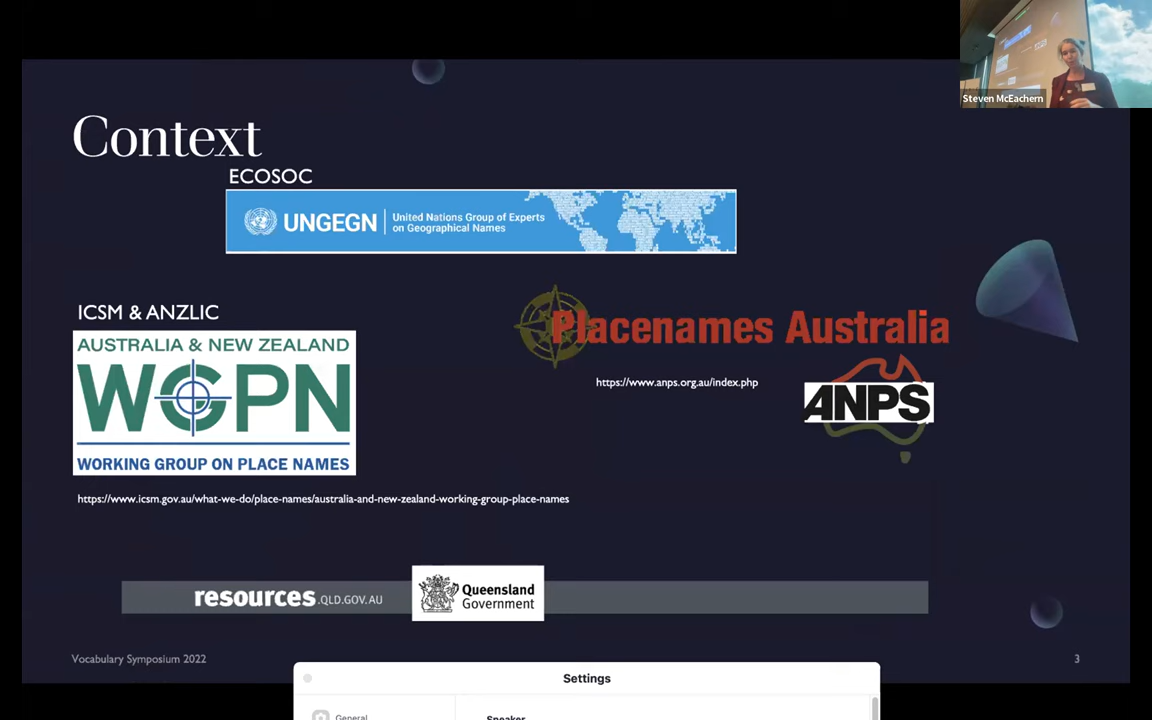 Steven McEachern
Context
ECOSOC
UNGEGN
United Nations Group of Experts
on Geographical Names
ICSM & ANZLIC
AUSTRALIA & NEW ZEALAND
WGPN
WORKING GROUP ON PLACE NAMES
https://www.icsm.gov.au/what-we-do/place-names/australia-and-new-zealand-working-group-place-names
Placenames Australia
https://www.anps.org.au/index.php
ANPS
resources.QLD.GOV.AU
Queensland
Government
Vocabulary Symposium 2022
3
Settings
General
Speaker